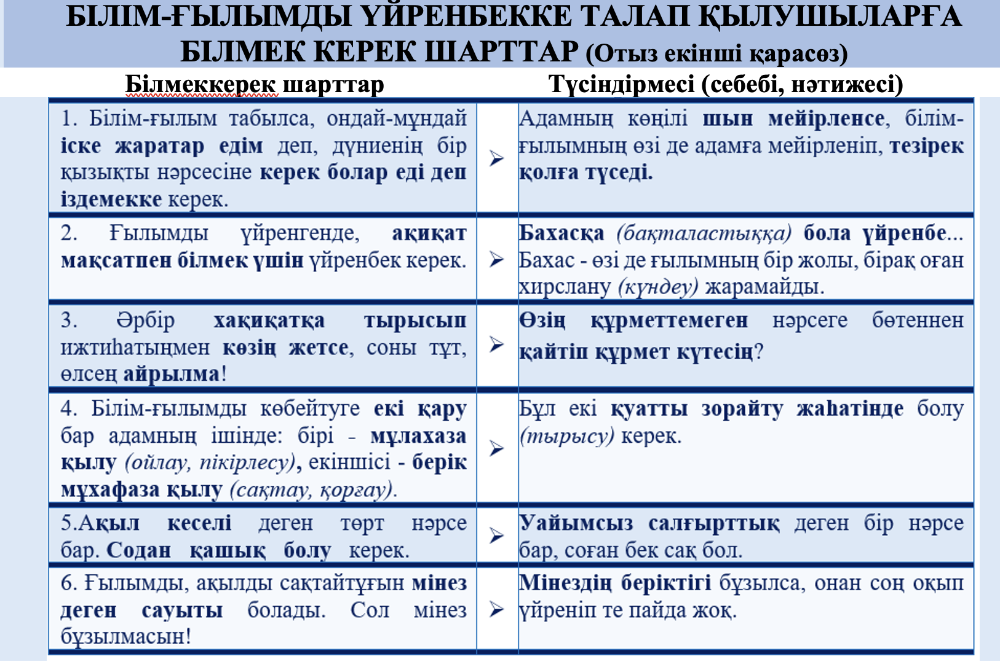 БІЛІМ-ҒЫЛЫМДЫ ҮЙРЕНБЕККЕ ТАЛАП ҚЫЛУШЫЛАРҒА
БІЛМЕК КЕРЕК ШАРТТАР (Отыз екінші қарасөз)
Білмеккерек шарттар
Түсіндірмесі (себебі, нәтижесі)
1. Білім-ғылым табылса, ондай-мұндай
іске жаратар едім деп, дүниенің бір
қызықты нәрсесіне керек болар еді деп
іздемекке керек.
➢
Адамның көңілі шын мейірленсе, білім-
ғылымның өзі де адамға мейірленіп, тезірек
қолға түседі.
2. Ғылымды үйренгенде, ақиқат
мақсатпен білмек үшін үйренбек керек.
➢
Бахасқа (бақталастыққа) бола үйренбе...
Бахас - өзі де ғылымның бір жолы, бірақ оған
хирслану (күндеу) жарамайды.
3. Әрбір хақиқатқа тырысып
ижтиһатыңмен көзің жетсе, соны тұт,
өлсең айрылма!
➢
Өзің құрметтемеген нәрсеге бөтеннен
қайтіп құрмет күтесің?
4. Білім-ғылымды көбейтуге екі қару
бар адамның ішінде: бірі - мұлахаза
қылу (ойлау, пікірлесу), екіншісі - берік
мұхафаза қылу (сақтау, қорғау).
➢
Бұл екі қуатты зорайту жаһатінде болу
(тырысу) керек.
5.Ақыл кеселі деген төрт нәрсе
бар. Содан қашық болу керек.
➢
Уайымсыз салғырттық деген бір нәрсе
бар, соған бек сақ бол.
6. Ғылымды, ақылды сақтайтұғын мінез
деген сауыты болады. Сол мінез
бұзылмасын!
➢
Мінездің беріктігі бұзылса, онан соң оқып
үйреніп те пайда жоқ.